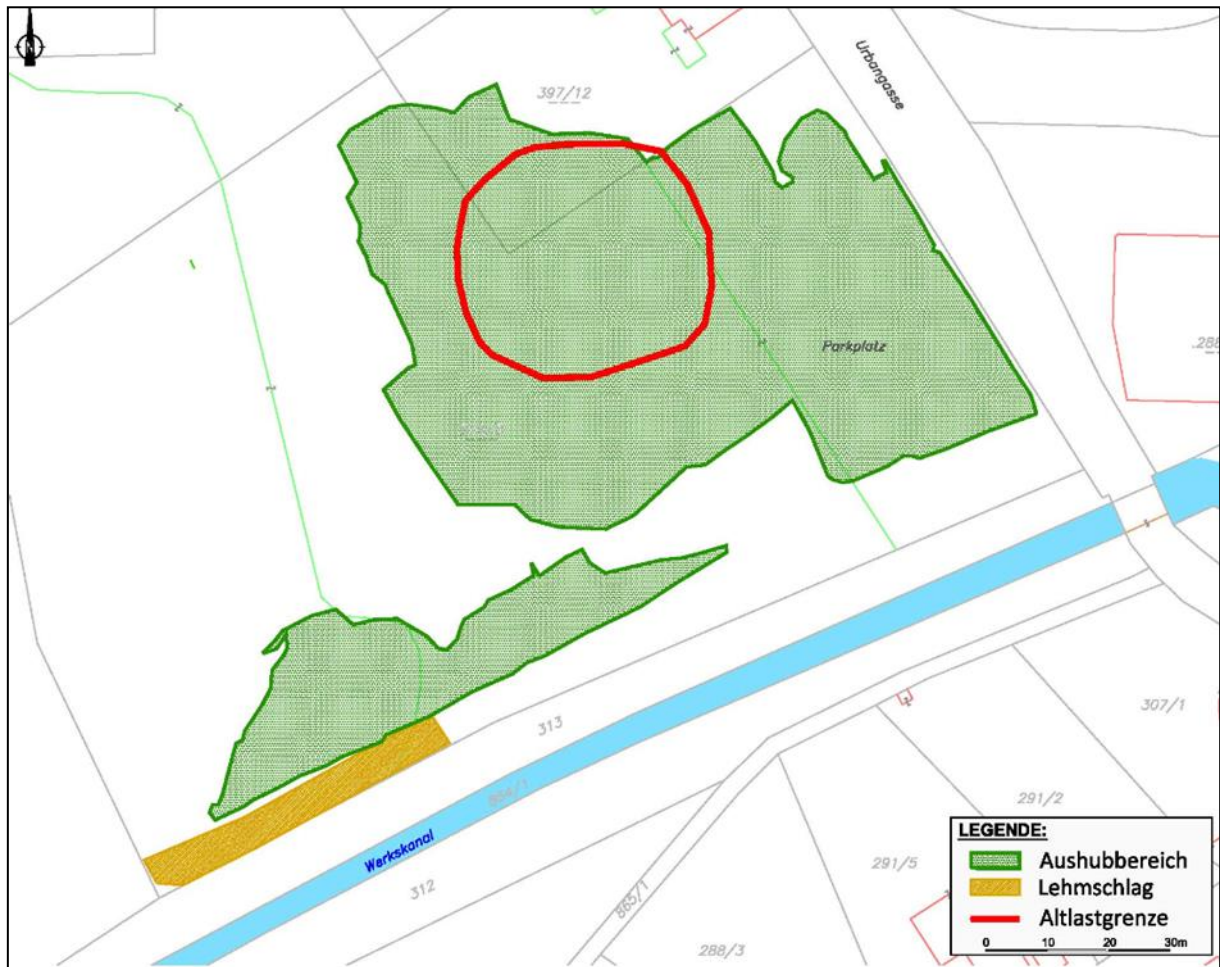 N
Urbangasse
397/12
Parkplatz
.288
313
864/1
Werkskanal
312
865/1
307/1
291/2
291/5
288/3
LEGENDE:
Aushubbereich
Lehmschlag
Altlastgrenze
0 10 20 30m